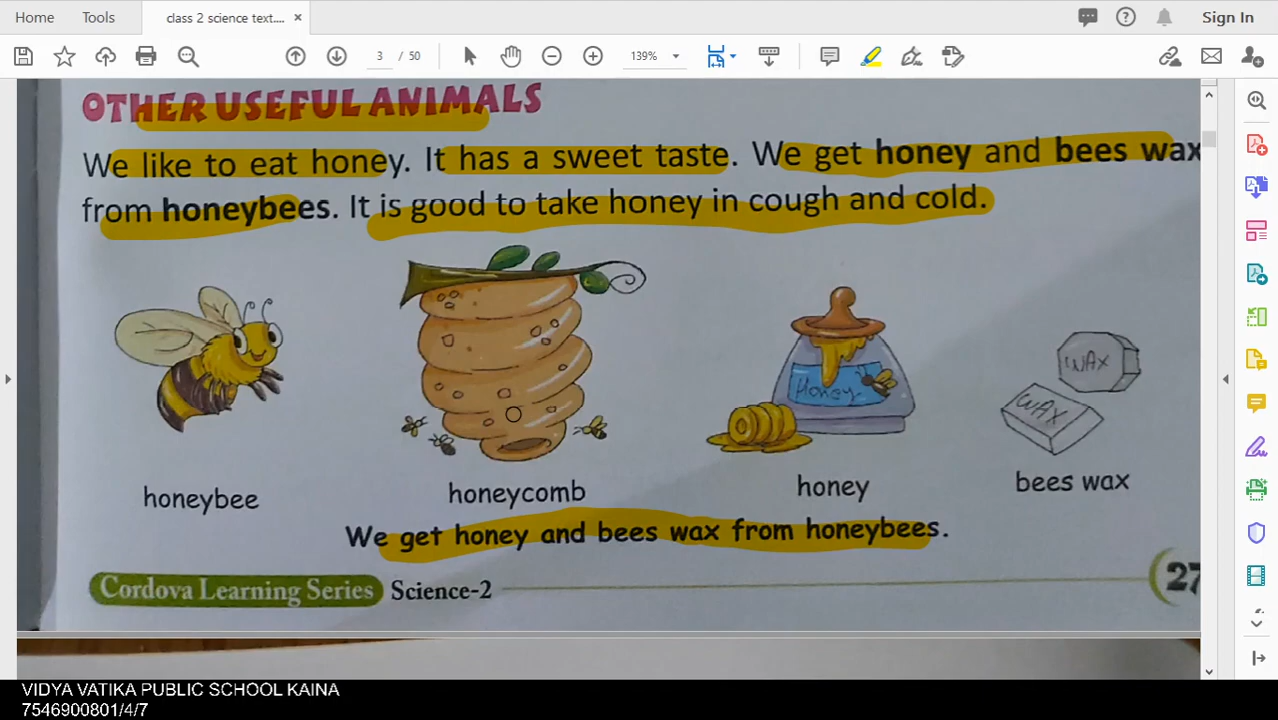 Home Tools class 2 science text.... × Sign In
3 / 50 139%
OTHER USEFUL ANIMALS
We like to eat honey. It has a sweet taste. We get honey and bees wax
from honeybees. It is good to take honey in cough and cold.
Honey
WAX
WAX
honeybee honeycomb honey bees wax
We get honey and bees wax from honeybees.
Cordova Learning Series Science-2 27
VIDYA VATIKA PUBLIC SCHOOL KAINA
7546900801/4/7